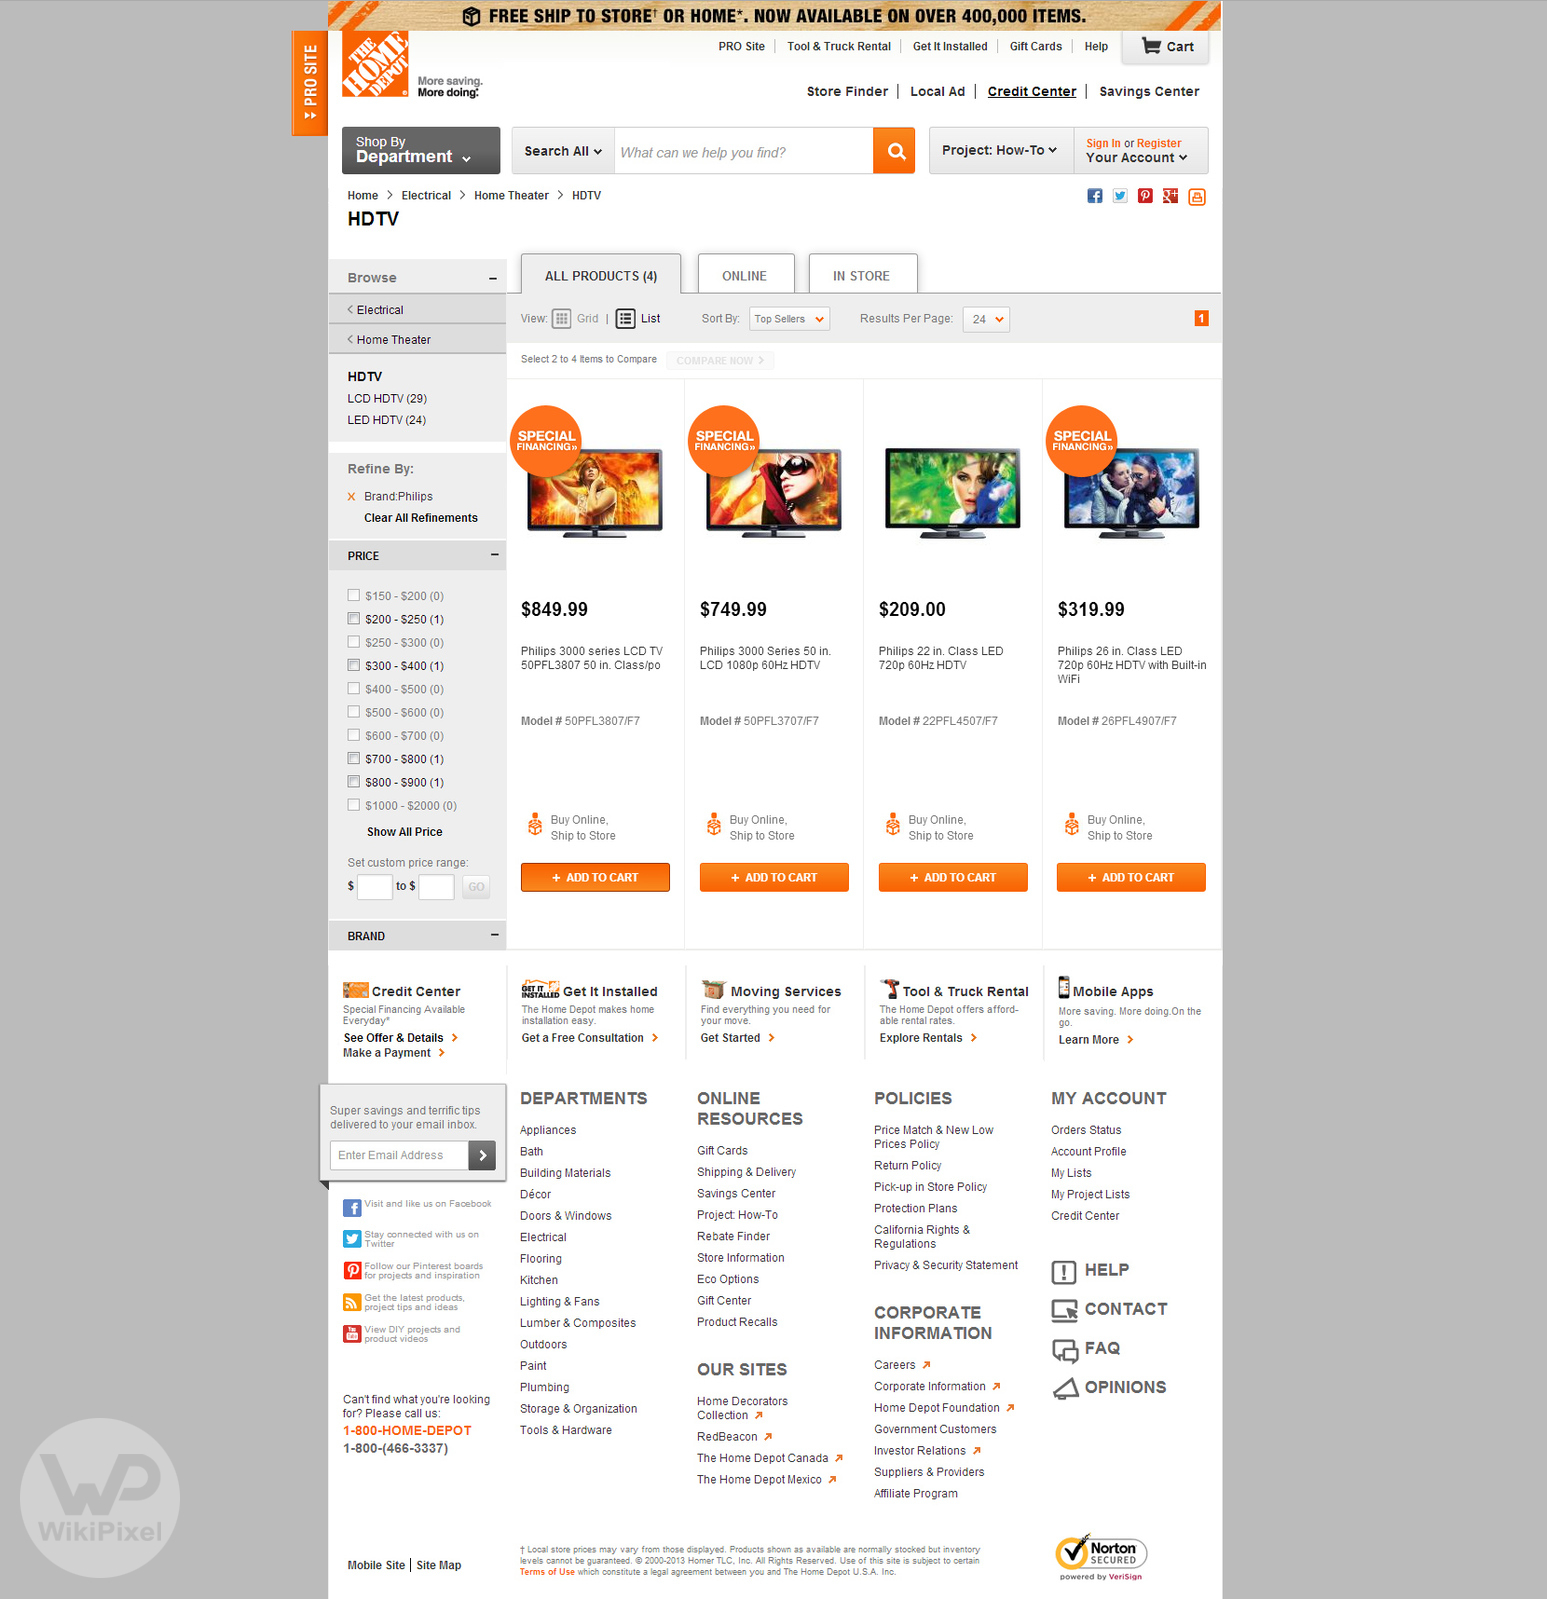 FREE SHIP TO STORE† OR HOME*. NOW AVAILABLE ON OVER 400,000 ITEMS.
PRO SITE
THE HOME DEPOT
More saving.
More doing.
PRO Site
Tool & Truck Rental
Get It Installed
Gift Cards
Help
Cart
Store Finder
Local Ad
Credit Center
Savings Center
Shop By
Department
Search All
What can we help you find?
Project: How-To
Sign In or Register
Your Account
Home > Electrical > Home Theater > HDTV
HDTV
Browse
< Electrical
< Home Theater
HDTV
LCD HDTV (29)
LED HDTV (24)
Refine By:
X Brand:Philips
Clear All Refinements
PRICE
$150 - $200 (0)
$200 - $250 (1)
$250 - $300 (0)
$300 - $400 (1)
$400 - $500 (0)
$500 - $600 (0)
$600 - $700 (0)
$700 - $800 (1)
$800 - $900 (1)
$1000 - $2000 (0)
Show All Price
Set custom price range:
$ to $ GO
BRAND
ALL PRODUCTS (4)
ONLINE
IN STORE
View: Grid | List
Sort By: Top Sellers
Results Per Page: 24
1
Select 2 to 4 Items to Compare
COMPARE NOW >
SPECIAL
FINANCING»
$849.99
Philips 3000 series LCD TV
50PFL3807 50 in. Class/po
Model # 50PFL3807/F7
Buy Online,
Ship to Store
+ ADD TO CART
SPECIAL
FINANCING»
$749.99
Philips 3000 Series 50 in.
LCD 1080p 60Hz HDTV
Model # 50PFL3707/F7
Buy Online,
Ship to Store
+ ADD TO CART
$209.00
Philips 22 in. Class LED
720p 60Hz HDTV
Model # 22PFL4507/F7
Buy Online,
Ship to Store
+ ADD TO CART
SPECIAL
FINANCING»
$319.99
Philips 26 in. Class LED
720p 60Hz HDTV with Built-in
WiFi
Model # 26PFL4907/F7
Buy Online,
Ship to Store
+ ADD TO CART
Credit Center
Special Financing Available
Everyday*
See Offer & Details >
Make a Payment >
GET IT
INSTALLED
Get It Installed
The Home Depot makes home
installation easy.
Get a Free Consultation >
Moving Services
Find everything you need for
your move.
Get Started >
Tool & Truck Rental
The Home Depot offers afford-
able rental rates.
Explore Rentals >
Mobile Apps
More saving. More doing.On the
go.
Learn More >
Super savings and terrific tips
delivered to your email inbox.
Enter Email Address
Visit and like us on Facebook
Stay connected with us on
Twitter
Follow our Pinterest boards
for projects and inspiration
Get the latest products,
project tips and ideas
View DIY projects and
product videos
Can't find what you're looking
for? Please call us:
1-800-HOME-DEPOT
1-800-(466-3337)
DEPARTMENTS
Appliances
Bath
Building Materials
Décor
Doors & Windows
Electrical
Flooring
Kitchen
Lighting & Fans
Lumber & Composites
Outdoors
Paint
Plumbing
Storage & Organization
Tools & Hardware
ONLINE
RESOURCES
Gift Cards
Shipping & Delivery
Savings Center
Project: How-To
Rebate Finder
Store Information
Eco Options
Gift Center
Product Recalls
OUR SITES
Home Decorators
Collection
RedBeacon
The Home Depot Canada
The Home Depot Mexico
POLICIES
Price Match & New Low
Prices Policy
Return Policy
Pick-up in Store Policy
Protection Plans
California Rights &
Regulations
Privacy & Security Statement
CORPORATE
INFORMATION
Careers
Corporate Information
Home Depot Foundation
Government Customers
Investor Relations
Suppliers & Providers
Affiliate Program
MY ACCOUNT
Orders Status
Account Profile
My Lists
My Project Lists
Credit Center
HELP
CONTACT
FAQ
OPINIONS
WikiPixel
Mobile Site | Site Map
† Local store prices may vary from those displayed. Products shown as available are normally stocked but inventory
levels cannot be guaranteed. © 2000-2013 Homer TLC, Inc. All Rights Reserved. Use of this site is subject to certain
Terms of Use which constitute a legal agreement between you and The Home Depot U.S.A. Inc.
Norton
SECURED
powered by VeriSign